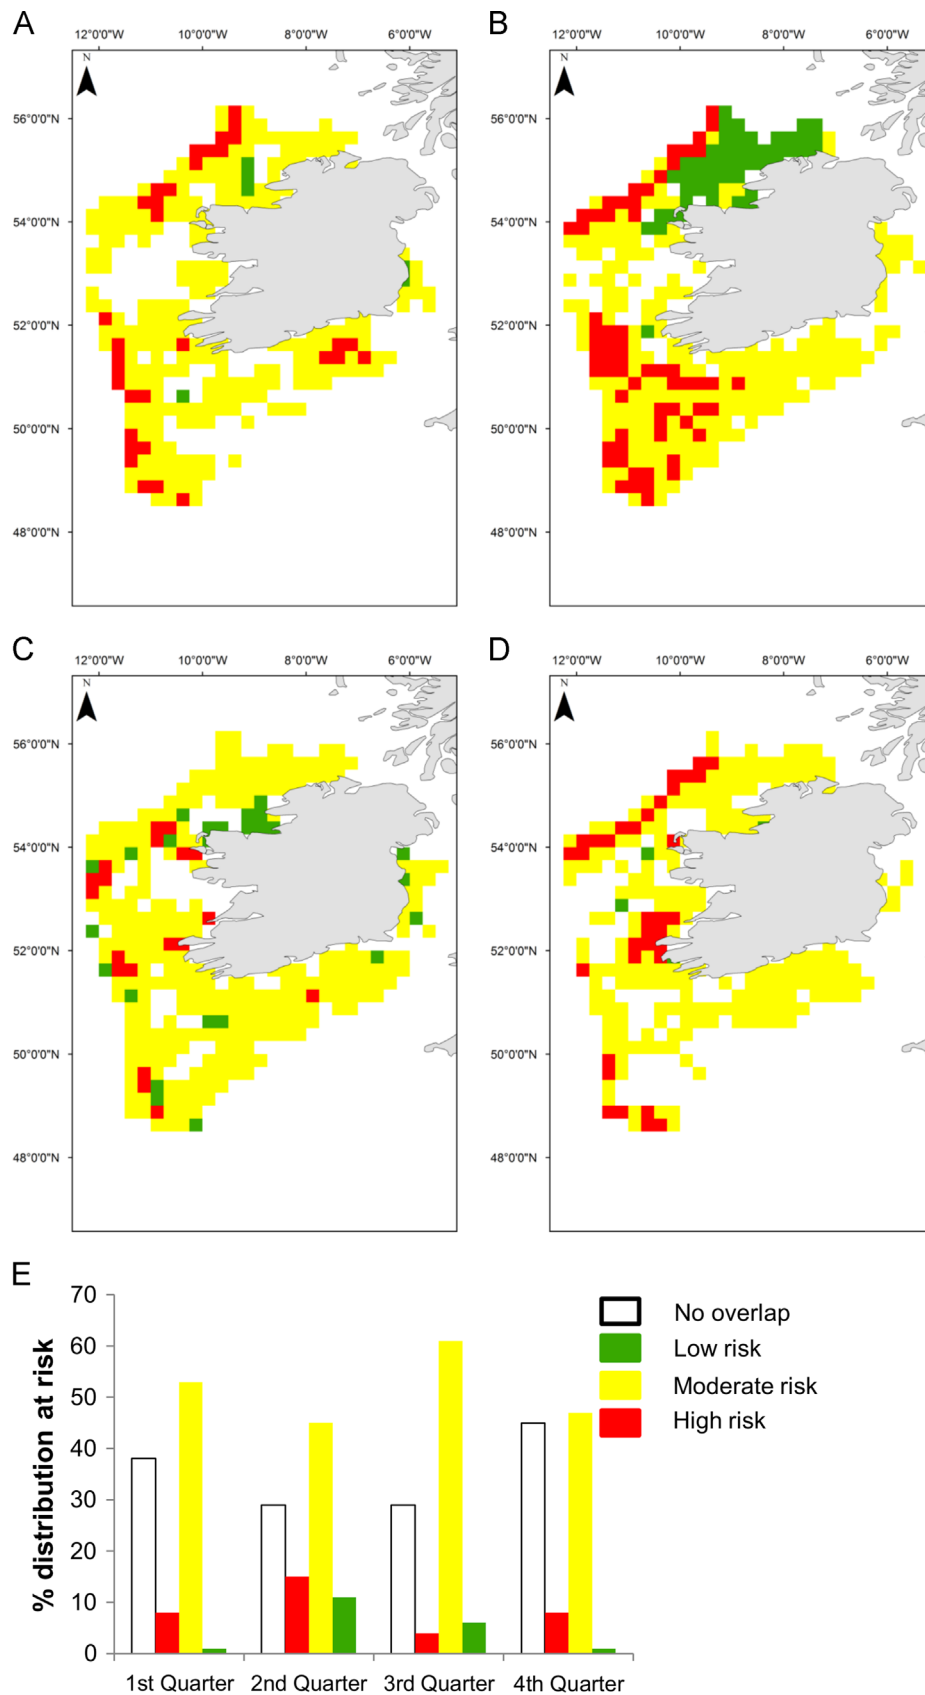 A
B
12°0'0"W 10°0'0"W 8°0'0"W 6°0'0"W
12°0'0"W 10°0'0"W 8°0'0"W 6°0'0"W
N
N
56°0'0"N
56°0'0"N
54°0'0"N
54°0'0"N
52°0'0"N
52°0'0"N
50°0'0"N
50°0'0"N
48°0'0"N
48°0'0"N
C
D
12°0'0"W 10°0'0"W 8°0'0"W 6°0'0"W
12°0'0"W 10°0'0"W 8°0'0"W 6°0'0"W
N
N
56°0'0"N
56°0'0"N
54°0'0"N
54°0'0"N
52°0'0"N
52°0'0"N
50°0'0"N
50°0'0"N
48°0'0"N
48°0'0"N
E
% distribution at risk
70
60
50
40
30
20
10
0
1st Quarter 2nd Quarter 3rd Quarter 4th Quarter
No overlap
Low risk
Moderate risk
High risk